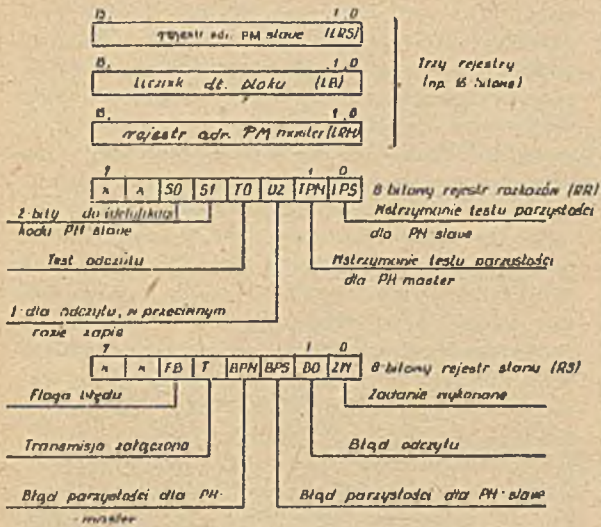 15. 1 0
rejestr adr. PM slave (LRS)
15. 1 0
licznik dł. bloku (LB)
15. 1 0
rejestr adr. PM master (LRM)
Trzy rejestry
(np. 16 bitowe)
7 1 0
x x S0 S1 TO OZ TPM TPS
8 bitowy rejestr rozkazów (RR)
2 bity do identyfikacji
kodu PM slave
Wstrzymanie testu parzystości
dla PM slave
Test odczytu
Wstrzymanie testu parzystości
dla PM master
1 dla odczytu, w przeciwnym
razie zapis
7 1 0
x x FB T BPM BPS BO ZW
8-bitowy rejestr stanu (RS)
Flaga błędu
Zadanie wykonane
Transmisja załączona
Błąd odczytu
Błąd parzystości dla PM-
master
Błąd parzystości dla PM-slave